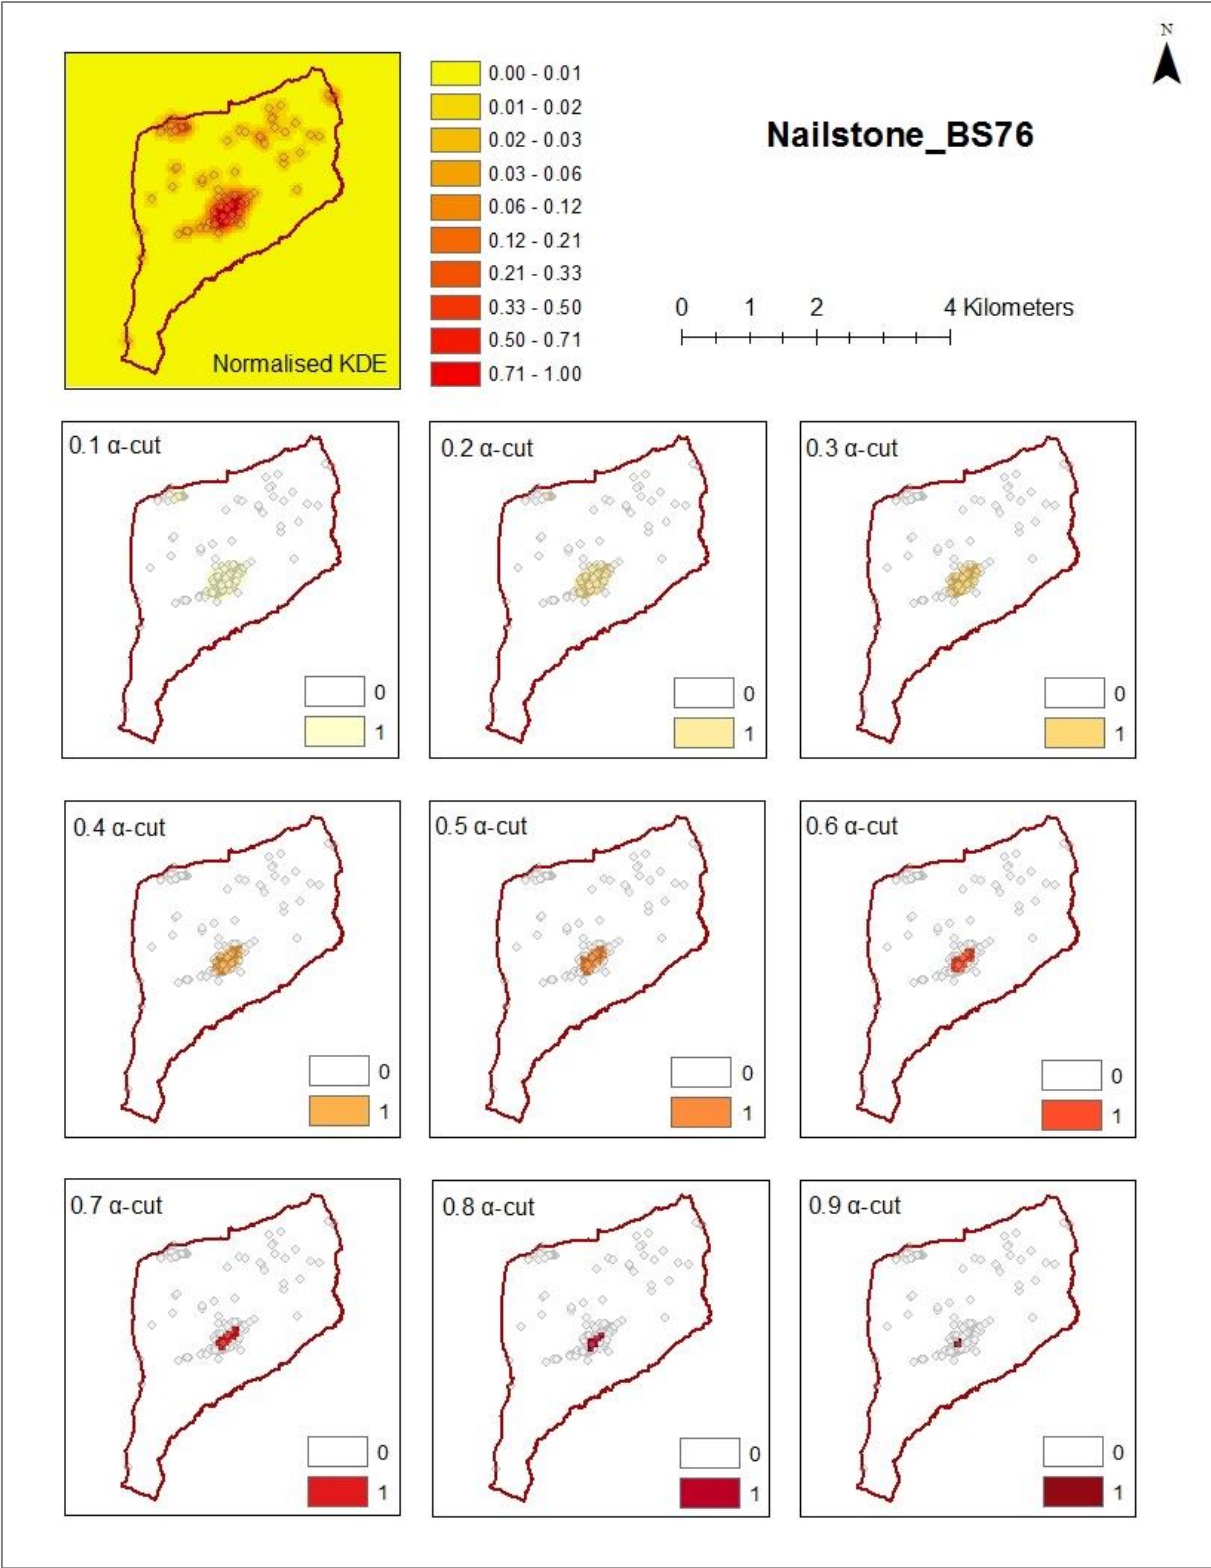 N
Nailstone_BS76
0.00 - 0.01
0.01 - 0.02
0.02 - 0.03
0.03 - 0.06
0.06 - 0.12
0.12 - 0.21
0.21 - 0.33
0.33 - 0.50
0.50 - 0.71
0.71 - 1.00
Normalised KDE
0 1 2 4 Kilometers
0.1 α-cut
0
1
0.2 α-cut
0
1
0.3 α-cut
0
1
0.4 α-cut
0
1
0.5 α-cut
0
1
0.6 α-cut
0
1
0.7 α-cut
0
1
0.8 α-cut
0
1
0.9 α-cut
0
1